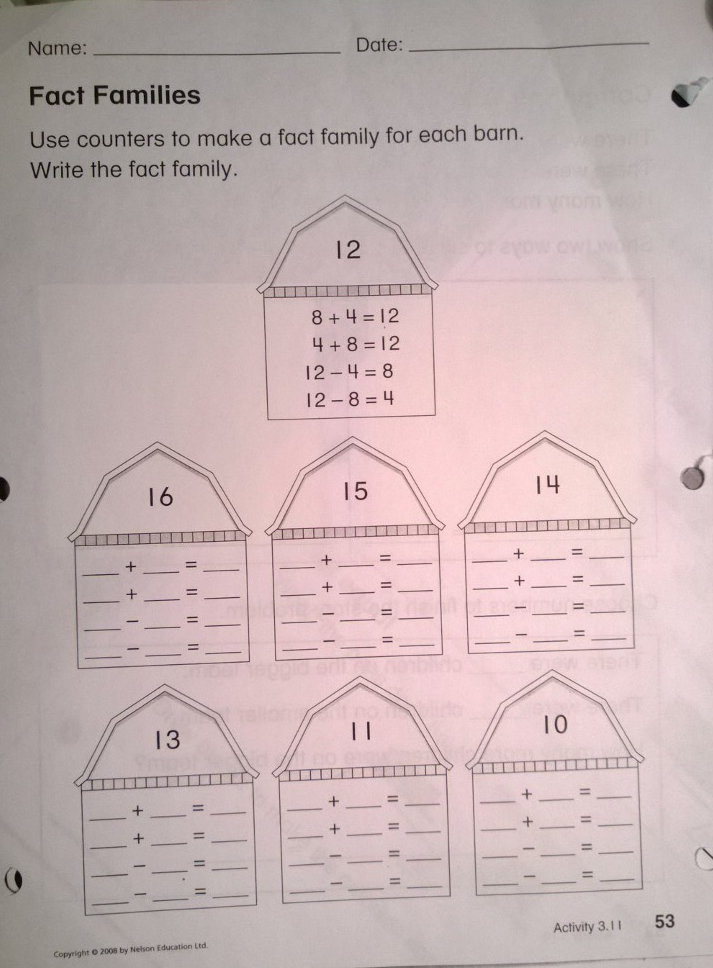 Name: ____ Date: ____
Fact Families
Use counters to make a fact family for each barn.
Write the fact family.
12
8 + 4 = 12
4 + 8 = 12
12 – 4 = 8
12 – 8 = 4
16 15 14
___ + ___ = ___ ___ + ___ = ___ ___ + ___ = ___
___ + ___ = ___ ___ + ___ = ___ ___ + ___ = ___
___ – ___ = ___ ___ – ___ = ___ ___ – ___ = ___
___ – ___ = ___ ___ – ___ = ___ ___ – ___ = ___
13 11 10
___ + ___ = ___ ___ + ___ = ___ ___ + ___ = ___
___ + ___ = ___ ___ + ___ = ___ ___ + ___ = ___
___ – ___ = ___ ___ – ___ = ___ ___ – ___ = ___
___ – ___ = ___ ___ – ___ = ___ ___ – ___ = ___
Activity 3.11 53
Copyright © 2008 by Nelson Education Ltd.